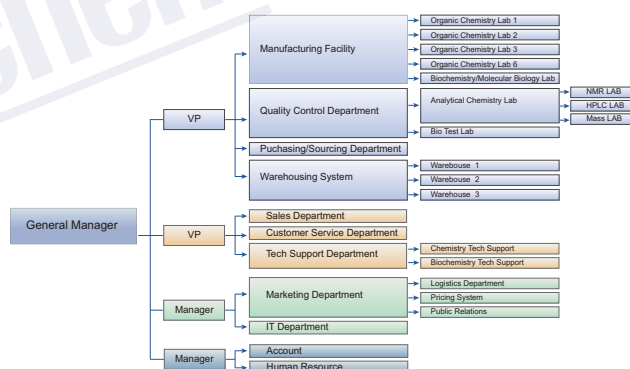 Manufacturing Facility
Organic Chemistry Lab 1
Organic Chemistry Lab 2
Organic Chemistry Lab 3
Organic Chemistry Lab 6
Biochemistry/Molecular Biology Lab
VP
Quality Control Department
Analytical Chemistry Lab
NMR LAB
HPLC LAB
Mass LAB
Bio Test Lab
Puchasing/Sourcing Department
Warehousing System
Warebouse 1
Warebouse 2
Warehouse 3
General Manager
VP
Sales Department
Customer Service Department
Tech Support Department
Chemistry Tech Support
Biochemistry Tech Support
Manager
Marketing Department
Logistics Department
Pricing System
Public Relations
IT Department
Manager
Account
Human Resource